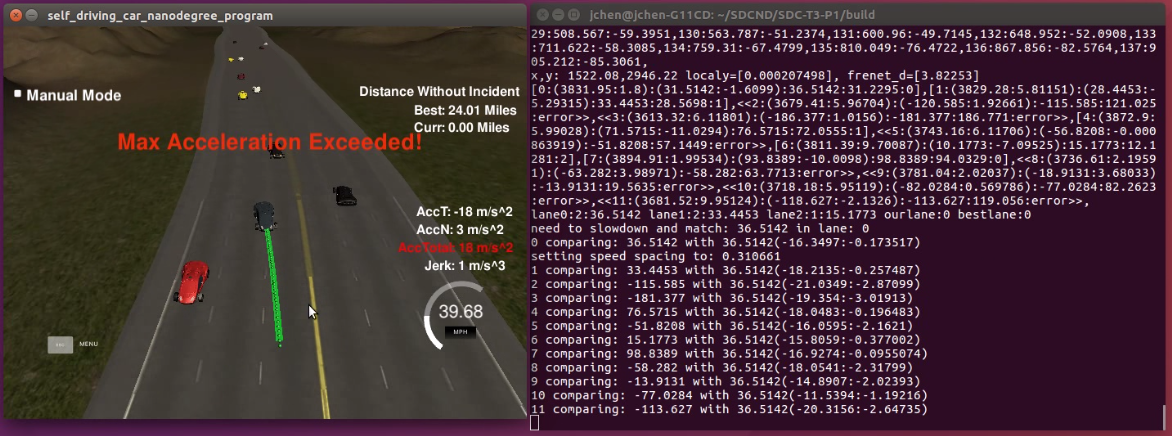 self_driving_car_nanodegree_program
Manual Mode
Distance Without Incident
Best: 24.01 Miles
Curr: 0.00 Miles
Max Acceleration Exceeded!
AccT: -18 m/s^2
AccN: 3 m/s^2
AccTotal: 18 m/s^2
Jerk: 1 m/s^3
39.68
MPH
MENU
jchen@jchen-G11CD: ~/SDCND/SDC-T3-P1/build
29:508.567:-59.3951,130:563.787:-51.2374,131:600.96:-49.7145,132:648.952:-52.0908,133
:711.622:-58.3085,134:759.31:-67.4799,135:810.049:-76.4722,136:867.856:-82.5764,137:9
05.212:-85.3061,
x,y: 1522.08,2946.22 localy=[0.000207498], frenet_d=[3.82253]
[0:(3831.95:1.8):(31.5142:-1.6099):36.5142:31.2295:0],[1:(3829.28:5.81151):(28.4453:-
5.29315):33.4453:28.5698:1],<<2:(3679.41:5.96704):(-120.585:1.92661):-115.585:121.025
:error>>,<<3:(3613.32:6.11801):(-186.377:1.0156):-181.377:186.771:error>>,[4:(3872.9:
5.99028):(71.5715:-11.0294):76.5715:72.0553:1],<<5:(3743.16:6.11706):(-56.8208:-0.000
863919):-51.8208:57.1449:error>>,[6:(3811.39:9.70087):(10.1773:-7.09525):15.1773:12.1
281:2],[7:(3894.91:1.99534):(93.8389:-10.0098):98.8389:94.0329:0],<<8:(3736.61:2.1959
1):(-63.282:3.98971):-58.282:63.7713:error>>,<<9:(3781.04:2.02037):(-18.9131:3.68033)
:-13.9131:19.5635:error>>,<<10:(3718.18:5.95119):(-82.0284:0.569786):-77.0284:82.2623
:error>>,<<11:(3681.52:9.95124):(-118.627:-2.1326):-113.627:119.056:error>>,
lane0:2:36.5142 lane1:2:33.4453 lane2:1:15.1773 ourlane:0 bestlane:0
need to slowdown and match: 36.5142 in lane: 0
0 comparing: 36.5142 with 36.5142(-16.3497:-0.173517)
setting speed spacing to: 0.310661
1 comparing: 33.4453 with 36.5142(-18.2135:-0.257487)
2 comparing: -115.585 with 36.5142(-21.0349:-2.87099)
3 comparing: -181.377 with 36.5142(-19.354:-3.01913)
4 comparing: 76.5715 with 36.5142(-18.0483:-0.196483)
5 comparing: -51.8208 with 36.5142(-16.0595:-2.1621)
6 comparing: 15.1773 with 36.5142(-15.8059:-0.377002)
7 comparing: 98.8389 with 36.5142(-16.9274:-0.0955074)
8 comparing: -58.282 with 36.5142(-18.0541:-2.31799)
9 comparing: -13.9131 with 36.5142(-14.8907:-2.02393)
10 comparing: -77.0284 with 36.5142(-11.5394:-1.19216)
11 comparing: -113.627 with 36.5142(-20.3156:-2.64735)